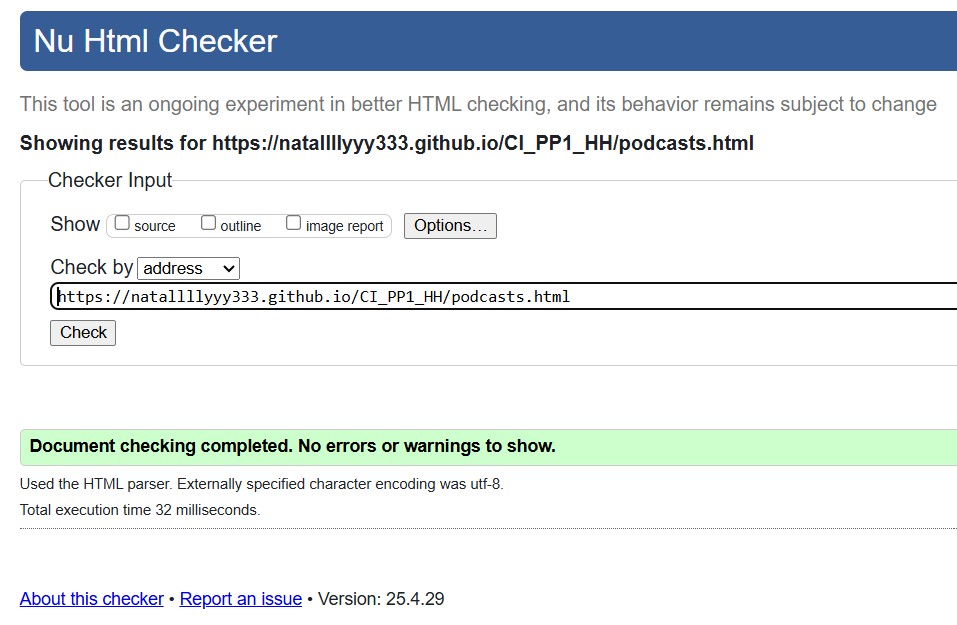 Nu Html Checker
This tool is an ongoing experiment in better HTML checking, and its behavior remains subject to change
Showing results for https://natallllyyy333.github.io/CI_PP1_HH/podcasts.html
Checker Input
Show source outline image report Options…
Check by address
https://natallllyyy333.github.io/CI_PP1_HH/podcasts.html
Check
Document checking completed. No errors or warnings to show.
Used the HTML parser. Externally specified character encoding was utf-8.
Total execution time 32 milliseconds.
About this checker • Report an issue • Version: 25.4.29